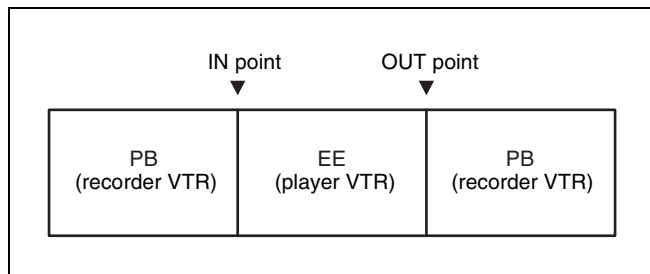 IN point OUT point
PB EE PB
(recorder VTR) (player VTR) (recorder VTR)